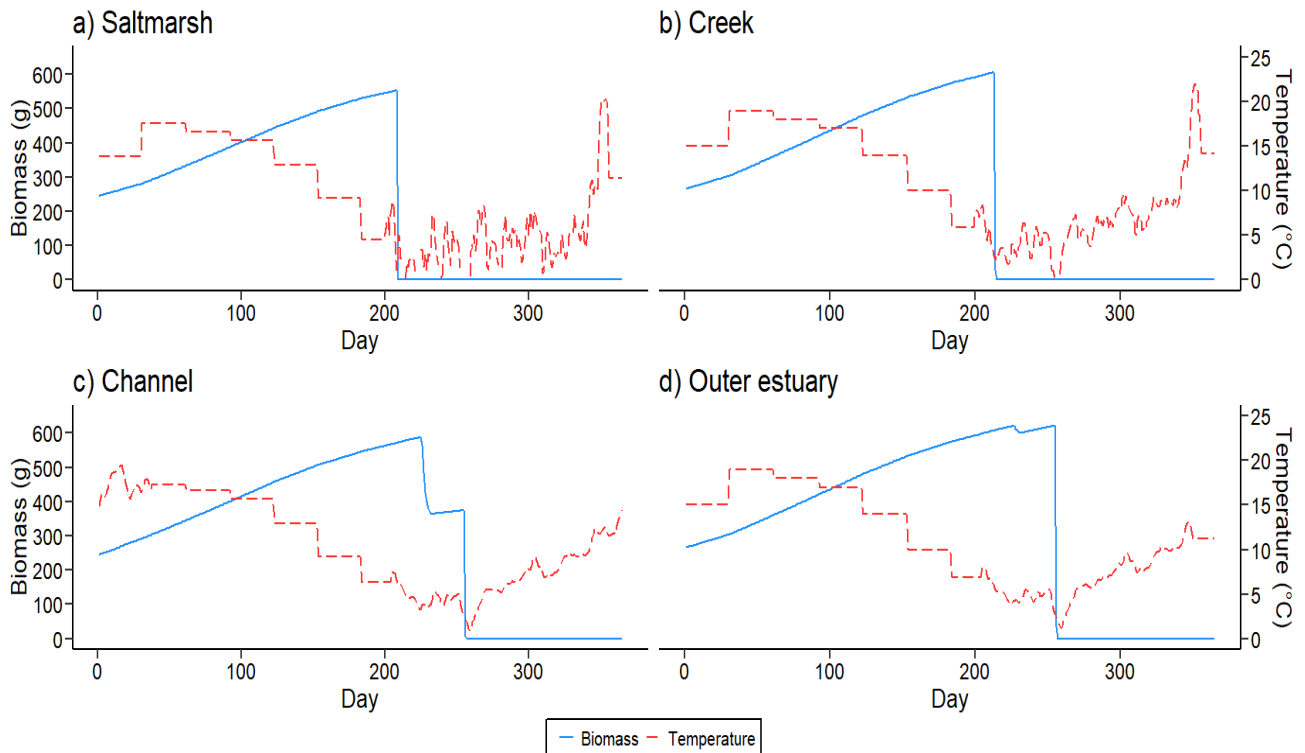 a) Saltmarsh
b) Creek
600
500
400
300
200
100
0
Biomass (g)
25
20
15
10
5
0
Temperature (°C)
0 100 200 300
0 100 200 300
Day
Day
c) Channel
d) Outer estuary
600
500
400
300
200
100
0
Biomass (g)
25
20
15
10
5
0
Temperature (°C)
0 100 200 300
0 100 200 300
Day
Day
Biomass Temperature